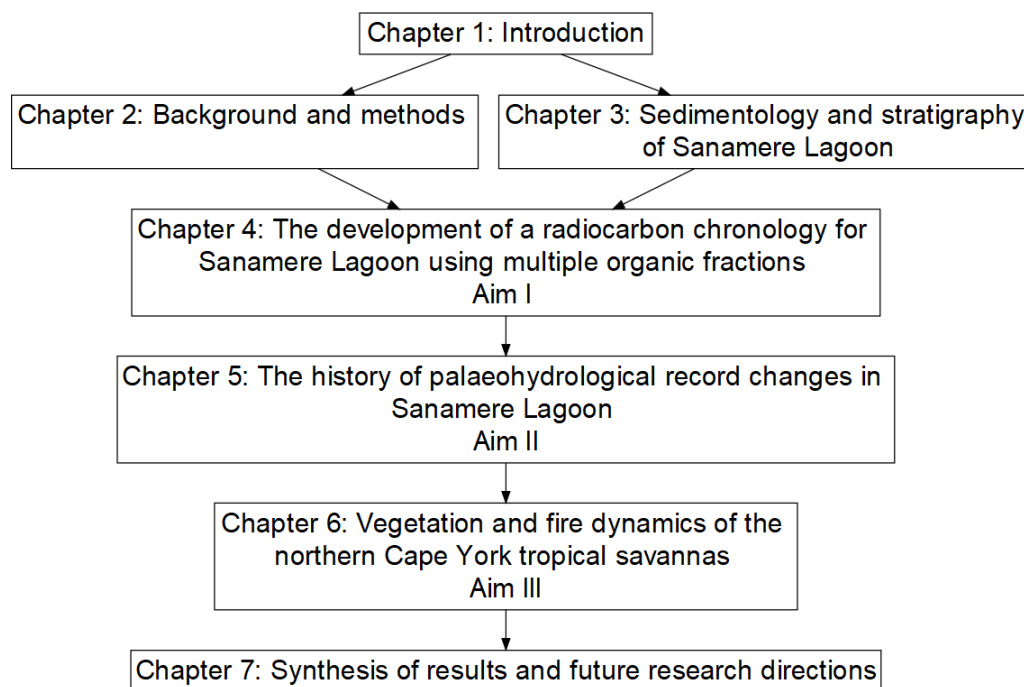 Chapter 1: Introduction
Chapter 2: Background and methods
Chapter 3: Sedimentology and stratigraphy
of Sanamere Lagoon
Chapter 4: The development of a radiocarbon chronology for
Sanamere Lagoon using multiple organic fractions
Aim I
Chapter 5: The history of palaeohydrological record changes in
Sanamere Lagoon
Aim II
Chapter 6: Vegetation and fire dynamics of the
northern Cape York tropical savannas
Aim III
Chapter 7: Synthesis of results and future research directions